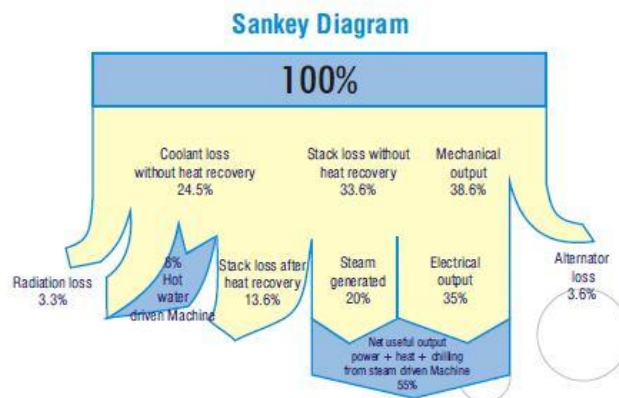 Sankey Diagram
100%
Coolant loss
without heat recovery
24.5%
Stack loss without
heat recovery
33.6%
Mechanical
output
38.6%
Radiation loss
3.3%
8%
Hot
water
driven Machine
Stack loss after
heat recovery
13.6%
Steam
generated
20%
Electrical
output
35%
Alternator
loss
3.6%
Net useful output
power + heat + chilling
from steam driven Machine
55%